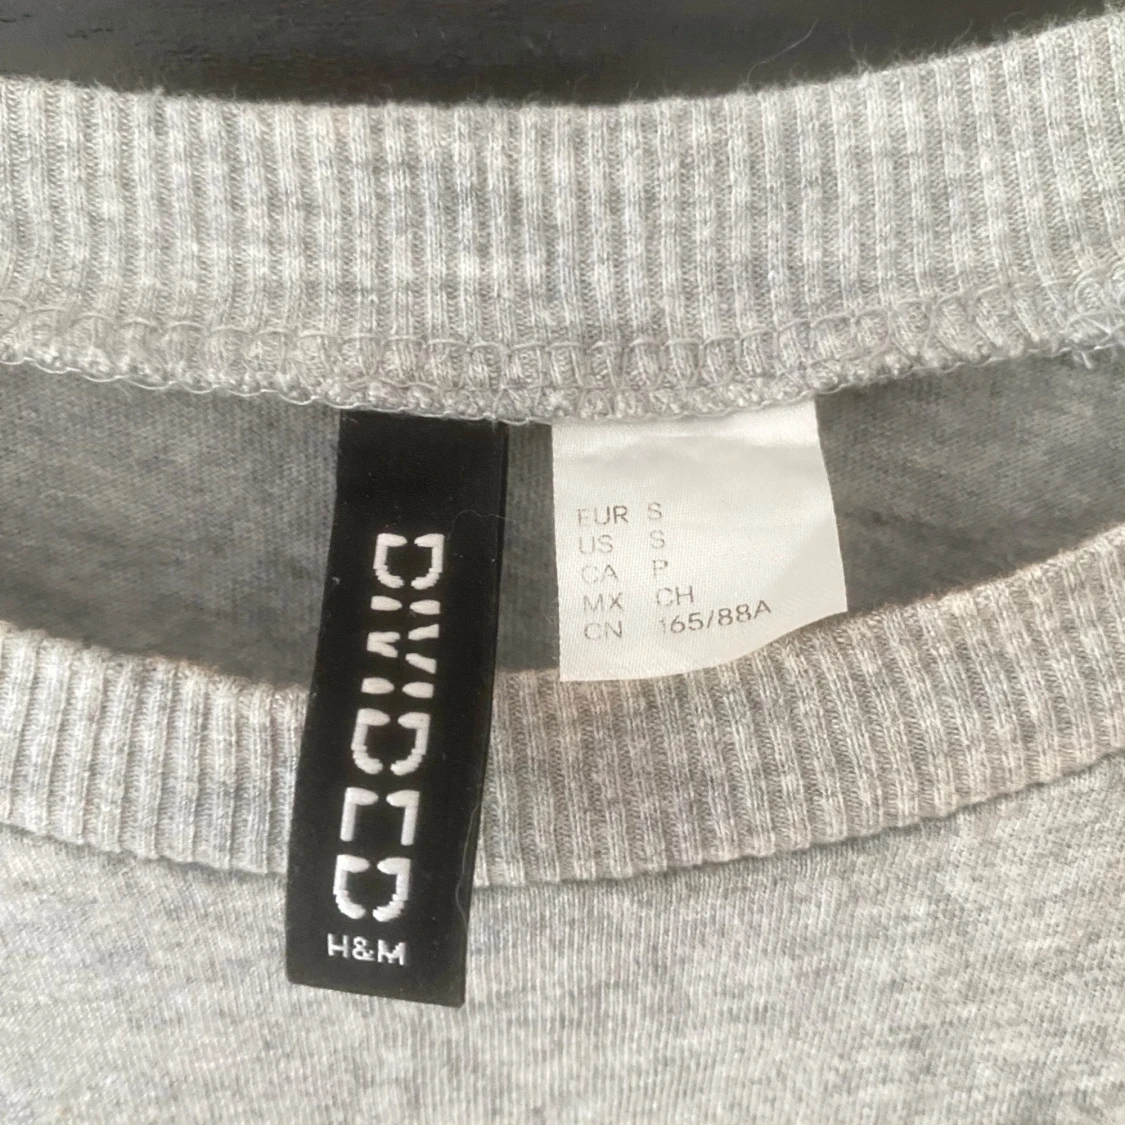 DIVIDED
H&M
EUR S
US S
CA P
MX CH
CN 165/88A